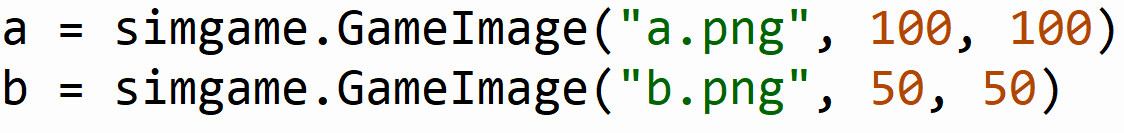 a = simgame.GameImage("a.png", 100, 100)
b = simgame.GameImage("b.png", 50, 50)